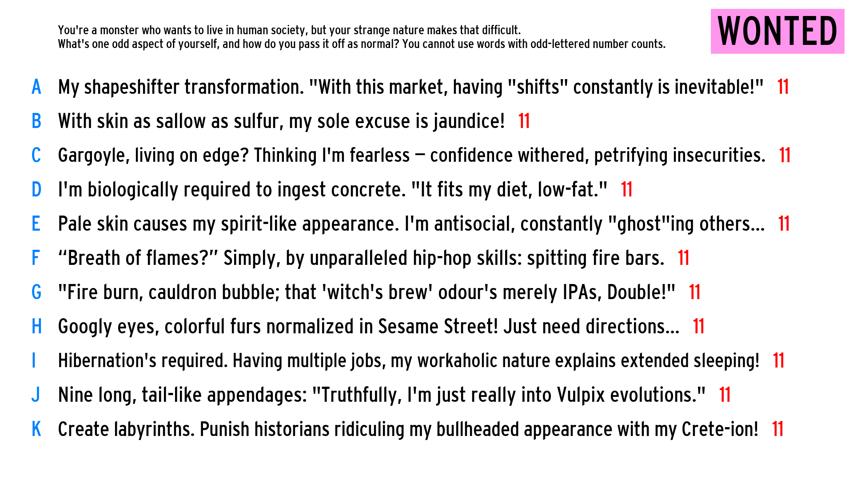 You're a monster who wants to live in human society, but your strange nature makes that difficult.
What's one odd aspect of yourself, and how do you pass it off as normal? You cannot use words with odd-lettered number counts.
WONTED
A My shapeshifter transformation. "With this market, having "shifts" constantly is inevitable!" 11
B With skin as sallow as sulfur, my sole excuse is jaundice! 11
C Gargoyle, living on edge? Thinking I'm fearless – confidence withered, petrifying insecurities. 11
D I'm biologically required to ingest concrete. "It fits my diet, low-fat." 11
E Pale skin causes my spirit-like appearance. I'm antisocial, constantly "ghost"ing others... 11
F “Breath of flames?” Simply, by unparalleled hip-hop skills: spitting fire bars. 11
G "Fire burn, cauldron bubble; that 'witch's brew' odour's merely IPAs, Double!" 11
H Googly eyes, colorful furs normalized in Sesame Street! Just need directions... 11
I Hibernation's required. Having multiple jobs, my workaholic nature explains extended sleeping! 11
J Nine long, tail-like appendages: "Truthfully, I'm just really into Vulpix evolutions." 11
K Create labyrinths. Punish historians ridiculing my bullheaded appearance with my Crete-ion! 11